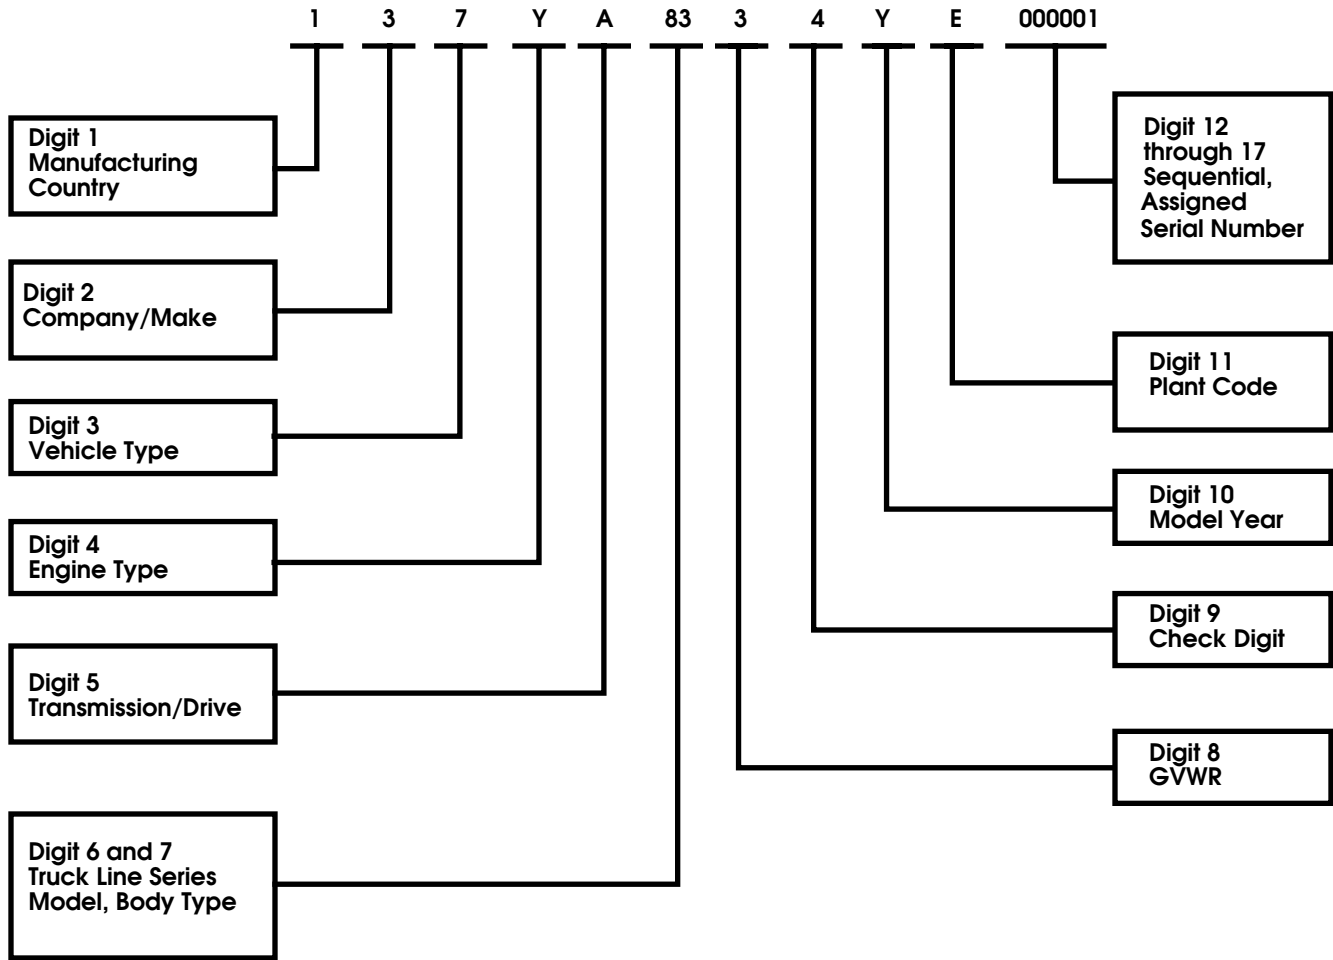 1 3 7 Y A 83 3 4 Y E 000001
Digit 1
Manufacturing
Country
Digit 2
Company/Make
Digit 3
Vehicle Type
Digit 4
Engine Type
Digit 5
Transmission/Drive
Digit 6 and 7
Truck Line Series
Model, Body Type
Digit 12
through 17
Sequential,
Assigned
Serial Number
Digit 11
Plant Code
Digit 10
Model Year
Digit 9
Check Digit
Digit 8
GVWR